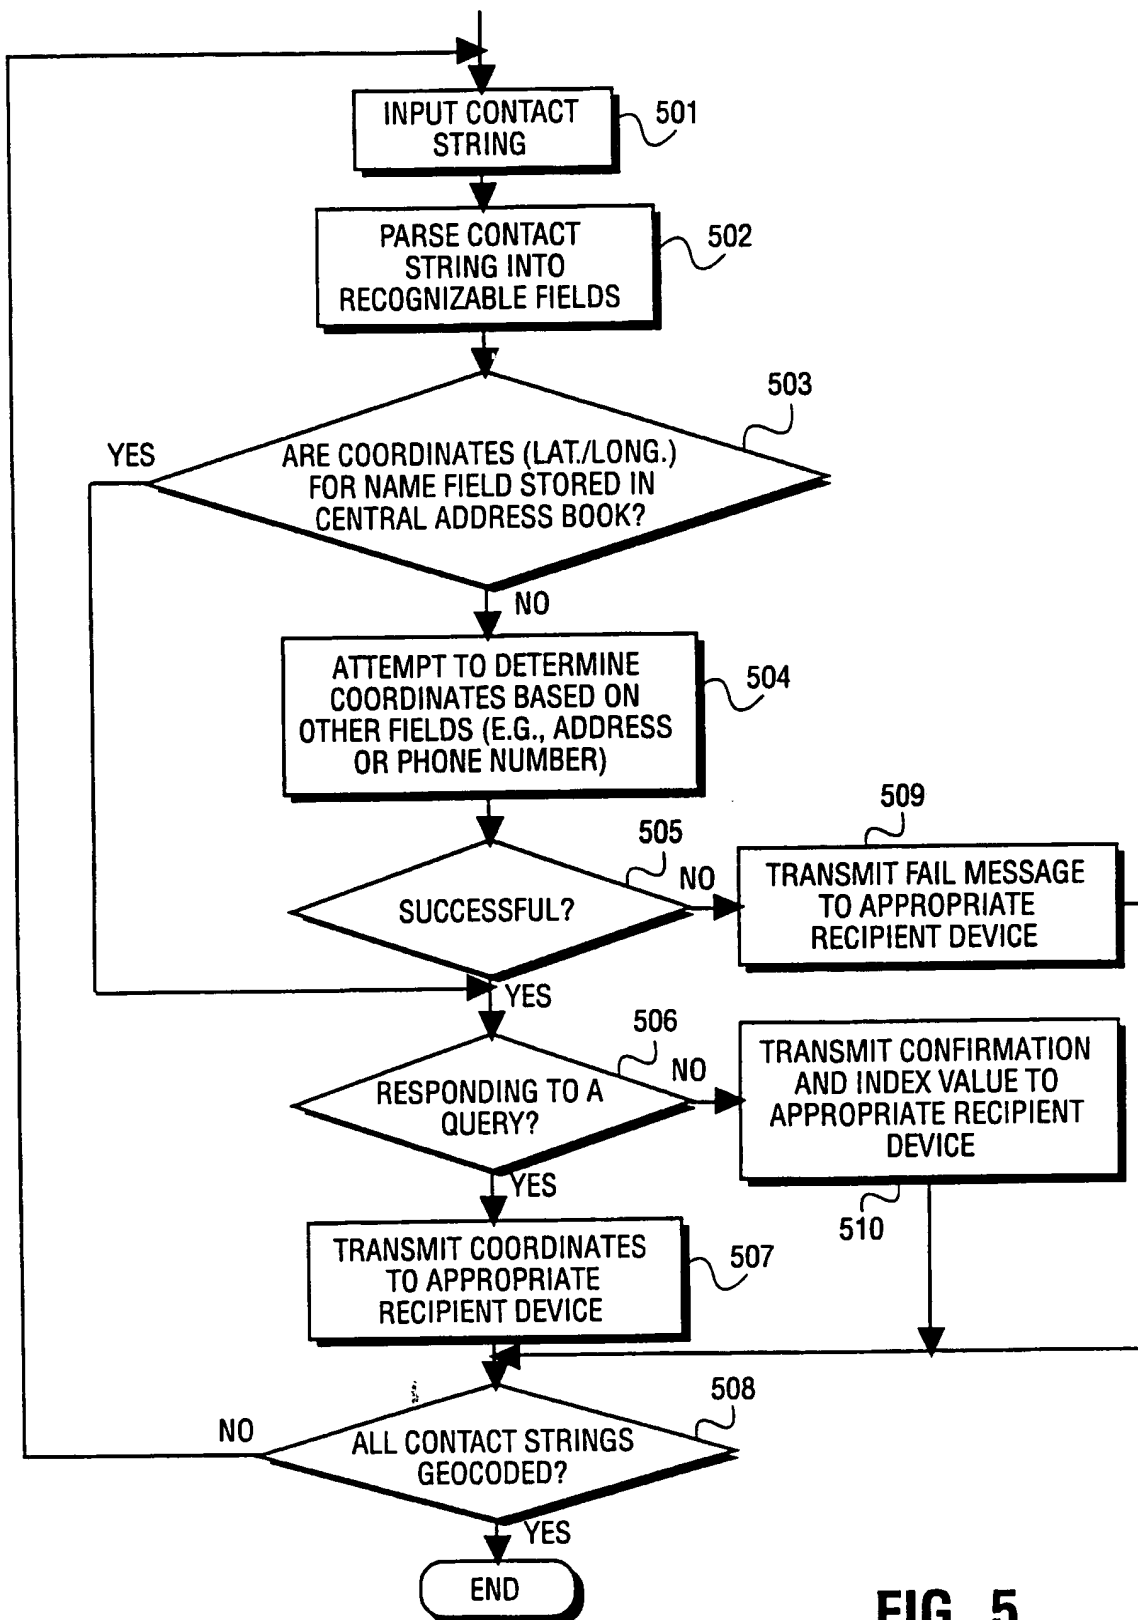 INPUT CONTACT
STRING
501
PARSE CONTACT
STRING INTO
RECOGNIZABLE FIELDS
502
503
YES
ARE COORDINATES (LAT./LONG.)
FOR NAME FIELD STORED IN
CENTRAL ADDRESS BOOK?
NO
ATTEMPT TO DETERMINE
COORDINATES BASED ON
OTHER FIELDS (E.G., ADDRESS
OR PHONE NUMBER)
504
505
SUCCESSFUL?
NO
509
TRANSMIT FAIL MESSAGE
TO APPROPRIATE
RECIPIENT DEVICE
YES
506
RESPONDING TO A
QUERY?
NO
TRANSMIT CONFIRMATION
AND INDEX VALUE TO
APPROPRIATE RECIPIENT
DEVICE
510
YES
TRANSMIT COORDINATES
TO APPROPRIATE
RECIPIENT DEVICE
507
508
NO
ALL CONTACT STRINGS
GEOCODED?
YES
END
FIG. 5